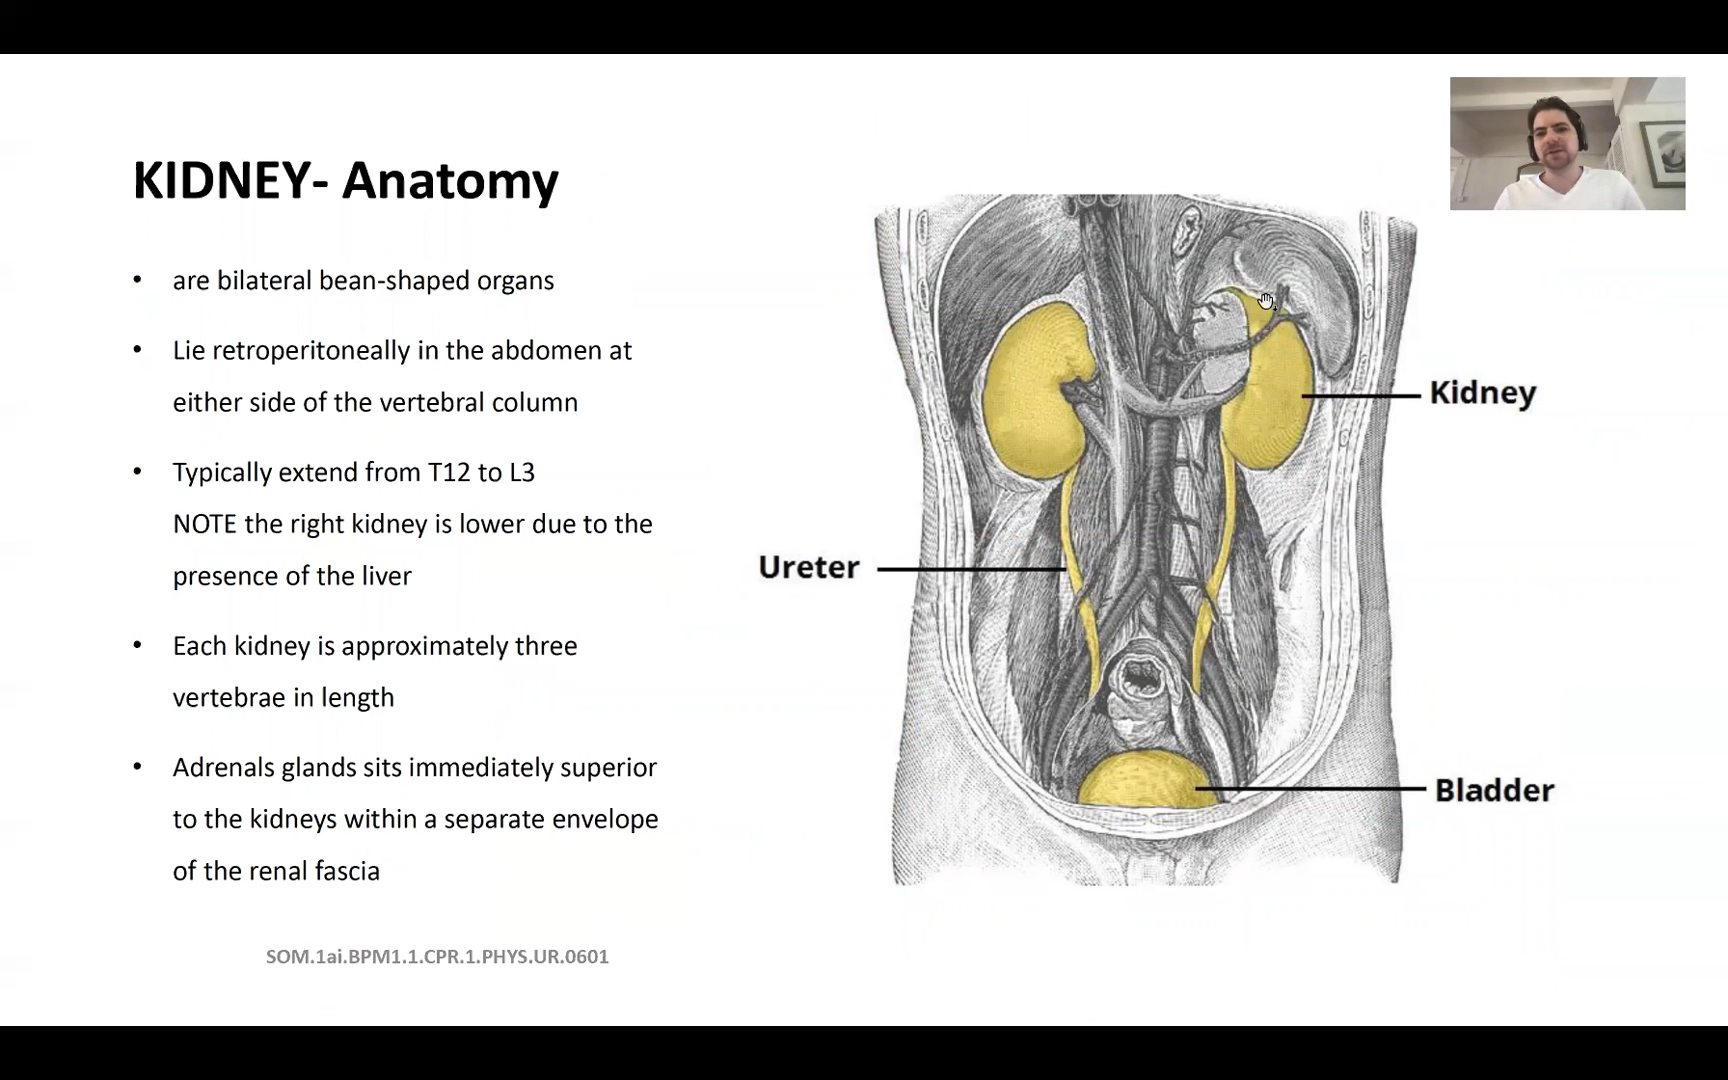 KIDNEY- Anatomy
• are bilateral bean-shaped organs
• Lie retroperitoneally in the abdomen at
either side of the vertebral column
• Typically extend from T12 to L3
NOTE the right kidney is lower due to the
presence of the liver
• Each kidney is approximately three
vertebrae in length
• Adrenals glands sits immediately superior
to the kidneys within a separate envelope
of the renal fascia
SOM.1ai.BPM1.1.CPR.1.PHYS.UR.0601
Kidney
Ureter
Bladder